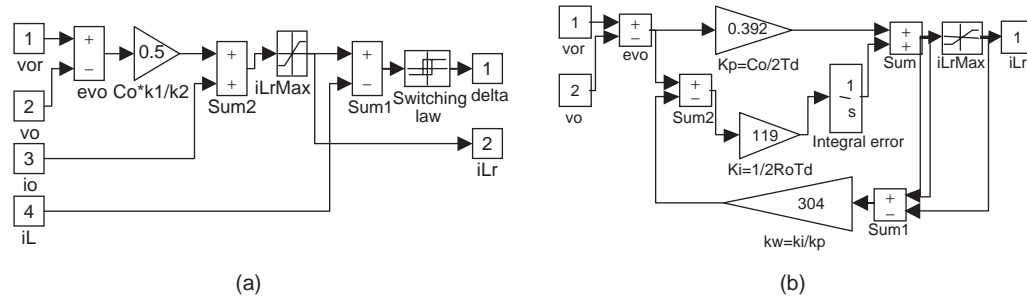 1
vor
2
vo
3
io
4
iL
+
−
evo
0.5
Co*k1/k2
+
+
Sum2
iLrMax
+
−
Sum1
Switching
law
1
delta
2
iLr
(a)
1
vor
2
vo
+
−
evo
0.392
Kp=Co/2Td
+
−
Sum2
119
Ki=1/2RoTd
1
s
Integral error
+
+
Sum
iLrMax
1
iLr
304
kw=ki/kp
+
−
Sum1
(b)